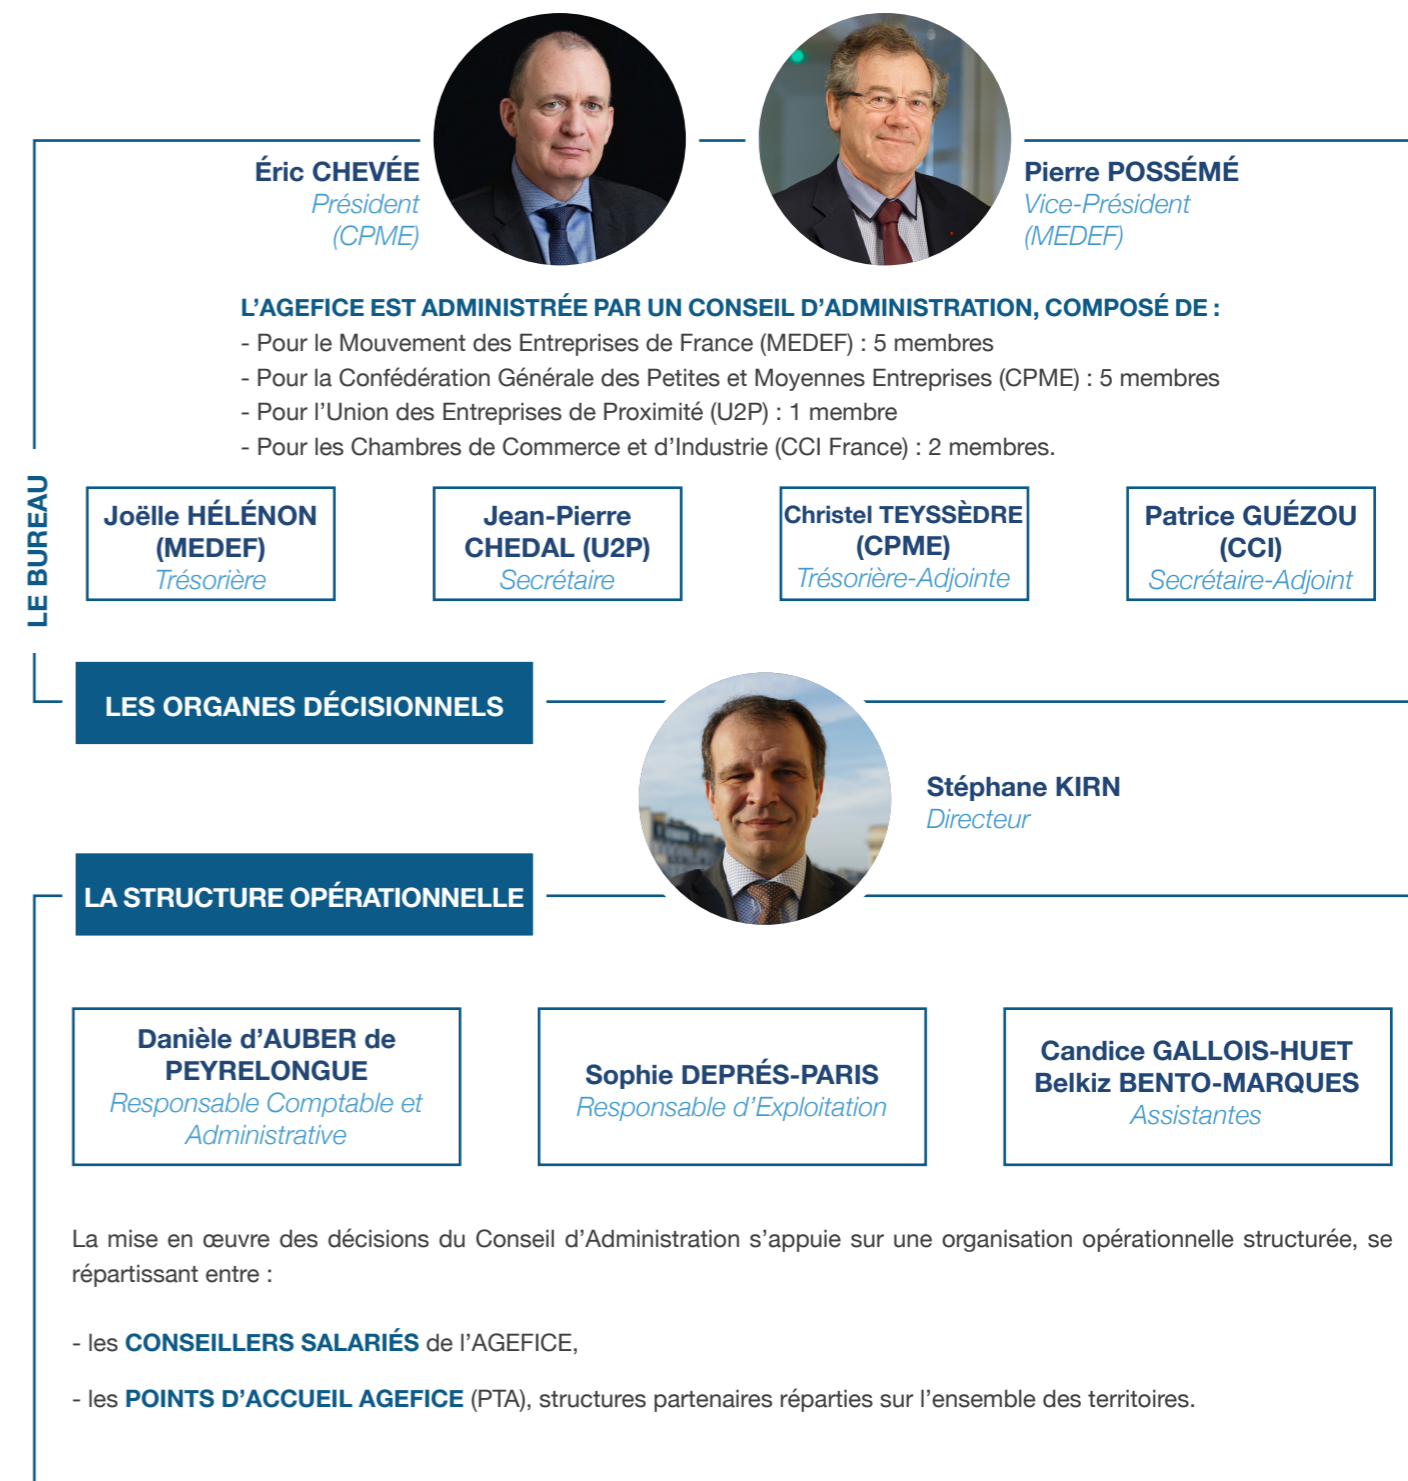 Éric CHEVÉE
Président
(CPME)
Pierre POSSÉMÉ
Vice-Président
(MEDEF)
L’AGEFICE EST ADMINISTRÉE PAR UN CONSEIL D’ADMINISTRATION, COMPOSÉ DE :
- Pour le Mouvement des Entreprises de France (MEDEF) : 5 membres
- Pour la Confédération Générale des Petites et Moyennes Entreprises (CPME) : 5 membres
- Pour l’Union des Entreprises de Proximité (U2P) : 1 membre
- Pour les Chambres de Commerce et d’Industrie (CCI France) : 2 membres.
LE BUREAU
Joëlle HÉLÉNON
(MEDEF)
Trésorière
Jean-Pierre
CHEDAL (U2P)
Secrétaire
Christel TEYSSÈDRE
(CPME)
Trésorière-Adjointe
Patrice GUÉZOU
(CCI)
Secrétaire-Adjoint
LES ORGANES DÉCISIONNELS
Stéphane KIRN
Directeur
LA STRUCTURE OPÉRATIONNELLE
Danièle d’AUBER de
PEYRELONGUE
Responsable Comptable et
Administrative
Sophie DEPRÉS-PARIS
Responsable d’Exploitation
Candice GALLOIS-HUET
Belkiz BENTO-MARQUES
Assistantes
La mise en œuvre des décisions du Conseil d’Administration s’appuie sur une organisation opérationnelle structurée, se
répartissant entre :
- les CONSEILLERS SALARIÉS de l’AGEFICE,
- les POINTS D’ACCUEIL AGEFICE (PTA), structures partenaires réparties sur l’ensemble des territoires.